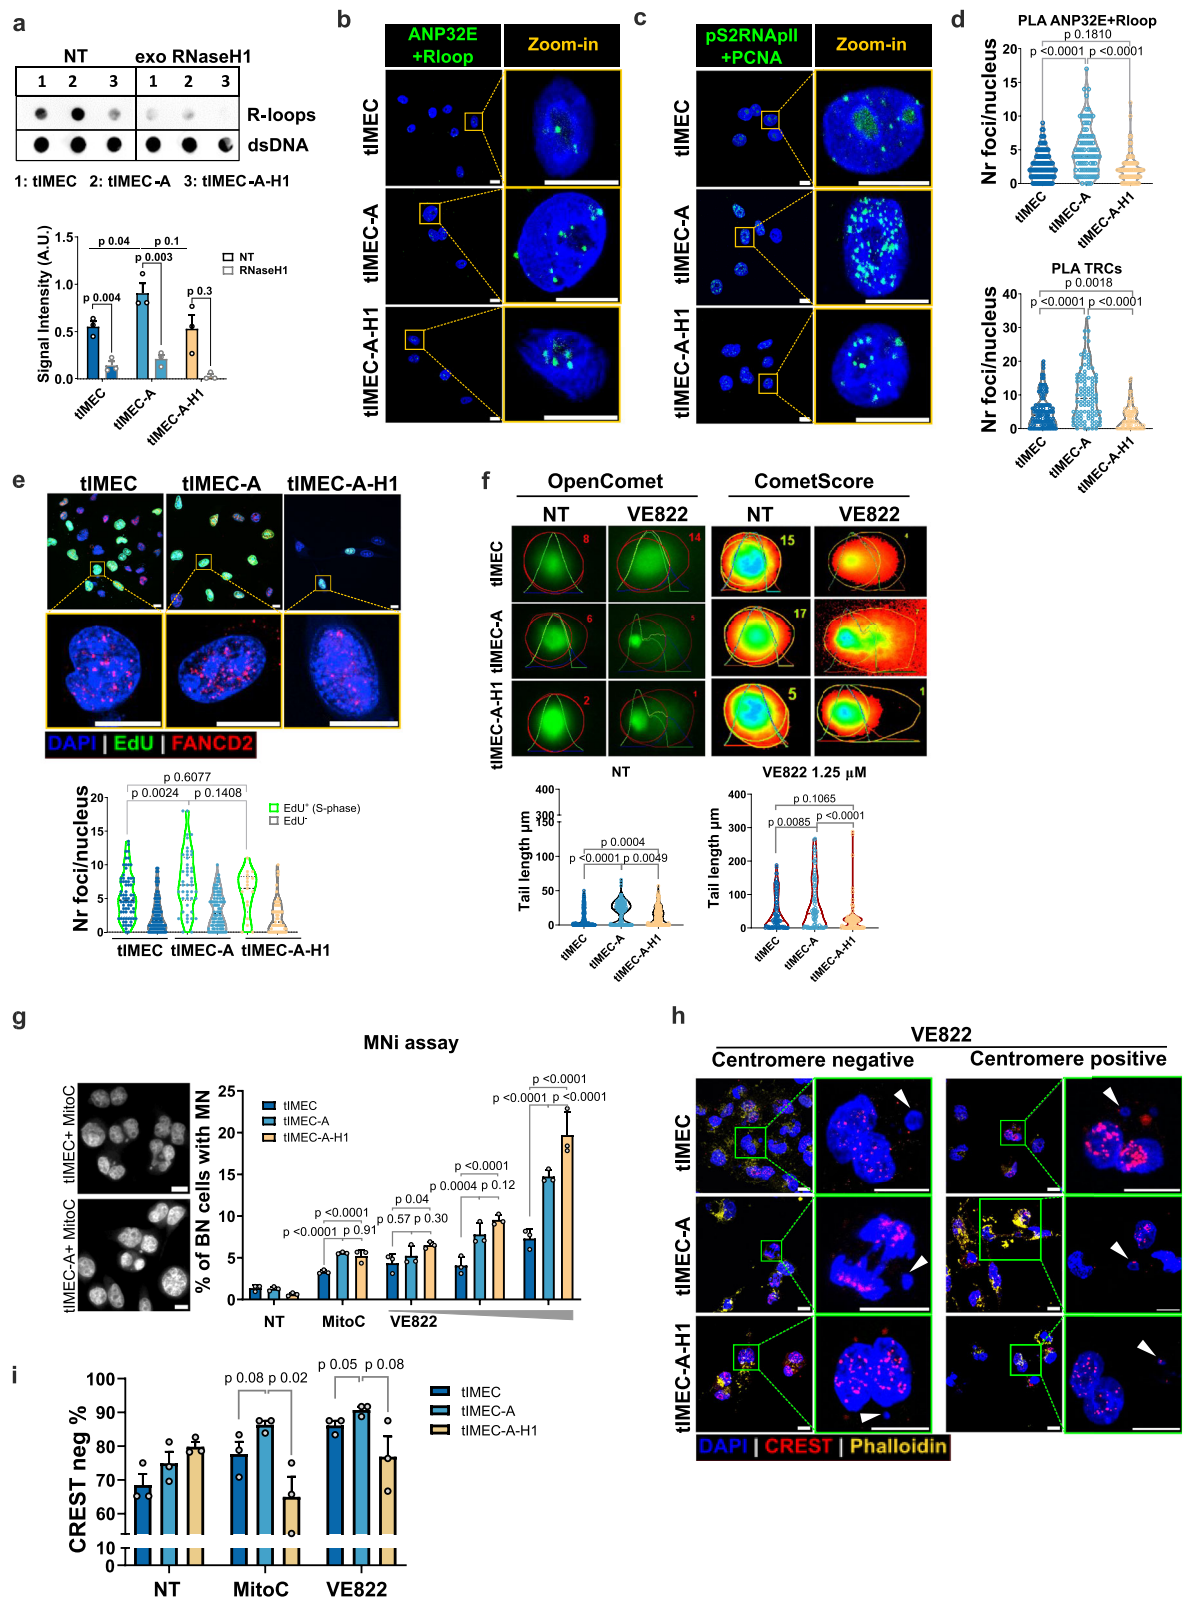 a
NT exo RNaseH1
1 2 3 1 2 3
R-loops
dsDNA
1: tIMEC 2: tIMEC-A 3: tIMEC-A-H1
Signal Intensity (A.U.)
1.5
1.0
0.5
0.0
p 0.04 p 0.1
p 0.003
p 0.004
p 0.3
NT
RNaseH1
tIMEC
tIMEC-A
tIMEC-A-H1
b
ANP32E
+Rloop
Zoom-in
tIMEC
tIMEC-A
tIMEC-A-H1
c
pS2RNApII
+PCNA
Zoom-in
tIMEC
tIMEC-A
tIMEC-A-H1
d
PLA ANP32E+Rloop
p 0.1810
p <0.0001 p <0.0001
Nr foci/nucleus
20
15
10
5
0
tIMEC
tIMEC-A
tIMEC-A-H1
PLA TRCs
p 0.0018
p <0.0001 p <0.0001
Nr foci/nucleus
40
30
20
10
0
tIMEC
tIMEC-A
tIMEC-A-H1
e
tIMEC tIMEC-A tIMEC-A-H1
DAPI | EdU | FANCD2
p 0.6077
p 0.0024 p 0.1408
Nr foci/nucleus
20
15
10
5
0
EdU⁺ (S-phase)
EdU⁻
tIMEC tIMEC-A tIMEC-A-H1
f
OpenComet CometScore
NT VE822 NT VE822
tIMEC
8 14 15 4
tIMEC-A
6 5 17
tIMEC-A-H1
2 1 5 1
NT
Tail length µm
400
300
150
100
50
0
p 0.0004
p <0.0001 p 0.0049
tIMEC
tIMEC-A
tIMEC-A-H1
VE822 1.25 µM
Tail length µm
400
300
200
100
0
p 0.1065
p 0.0085 p <0.0001
tIMEC
tIMEC-A
tIMEC-A-H1
g
MNi assay
tIMEC+ MitoC
tIMEC-A+ MitoC
% of BN cells with MN
25
20
15
10
5
0
tIMEC
tIMEC-A
tIMEC-A-H1
p <0.0001
p <0.0001 p 0.91
p 0.04
p 0.57 p 0.30
p <0.0001
p 0.0004 p 0.12
p <0.0001
p <0.0001 p <0.0001
NT MitoC VE822
h
VE822
Centromere negative Centromere positive
tIMEC
tIMEC-A
tIMEC-A-H1
DAPI | CREST | Phalloidin
i
CREST neg %
100
90
80
70
60
10
0
p 0.08 p 0.02
p 0.05 p 0.08
tIMEC
tIMEC-A
tIMEC-A-H1
NT MitoC VE822